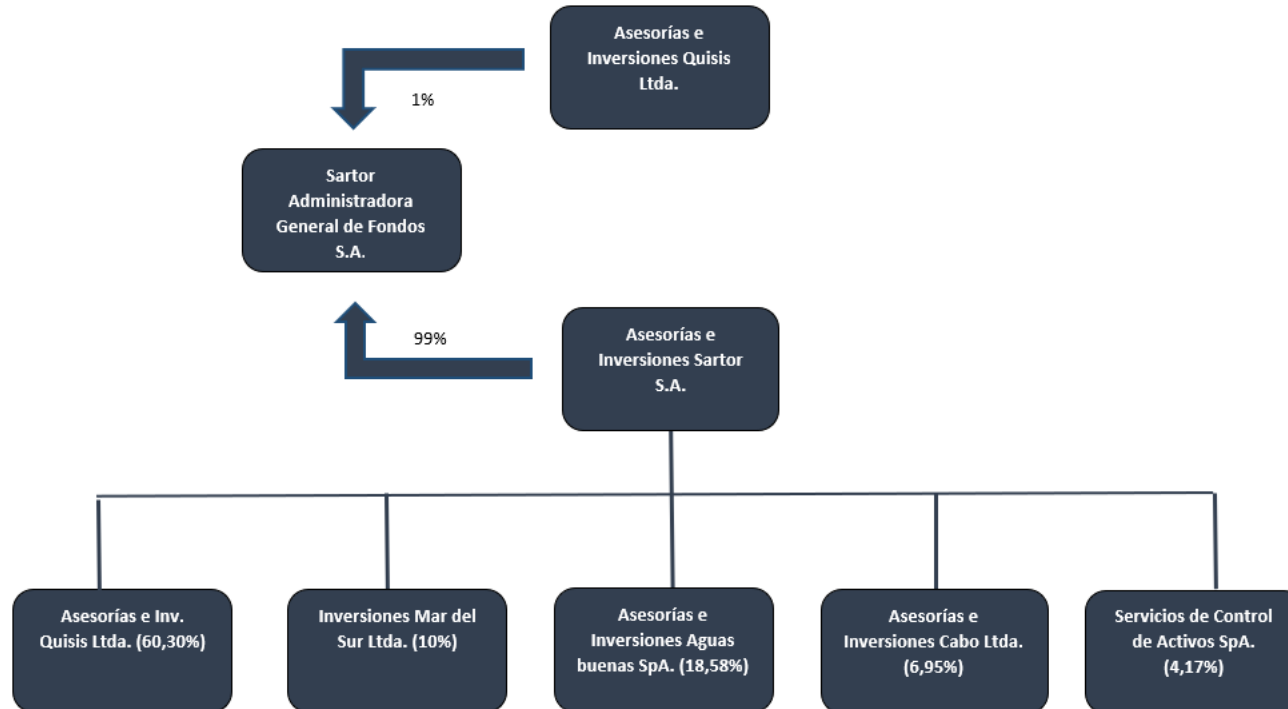 Asesorías e
Inversiones Quisis
Ltda.
1%
Sartor
Administradora
General de Fondos
S.A.
99%
Asesorías e
Inversiones Sartor
S.A.
Asesorías e Inv.
Quisis Ltda. (60,30%)
Inversiones Mar del
Sur Ltda. (10%)
Asesorías e
Inversiones Aguas
buenas SpA. (18,58%)
Asesorías e
Inversiones Cabo Ltda.
(6,95%)
Servicios de Control
de Activos SpA.
(4,17%)